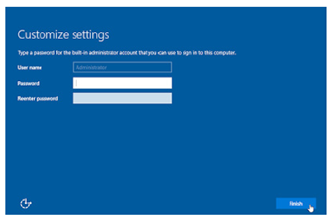 Customize settings
Type a password for the built-in administrator account that you can use to sign in to this computer.
User name Administrator
Password
Reenter password
Finish